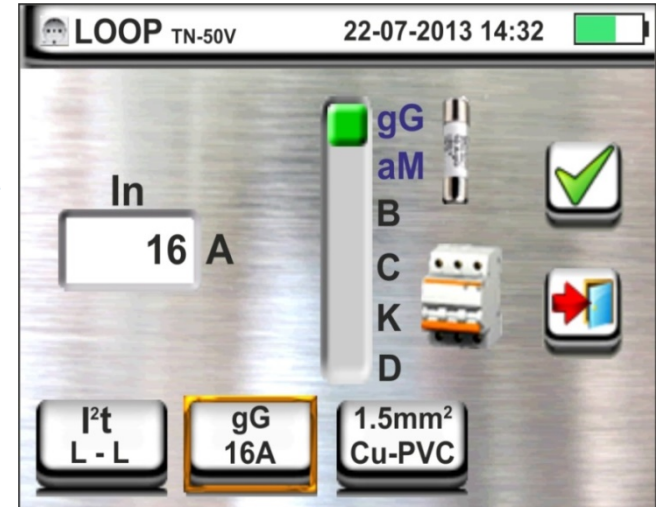 LOOP TN-50V 22-07-2013 14:32
gG
aM
In
B
16 A
C
K
D
I²t
L - L
gG
16A
1.5mm²
Cu-PVC